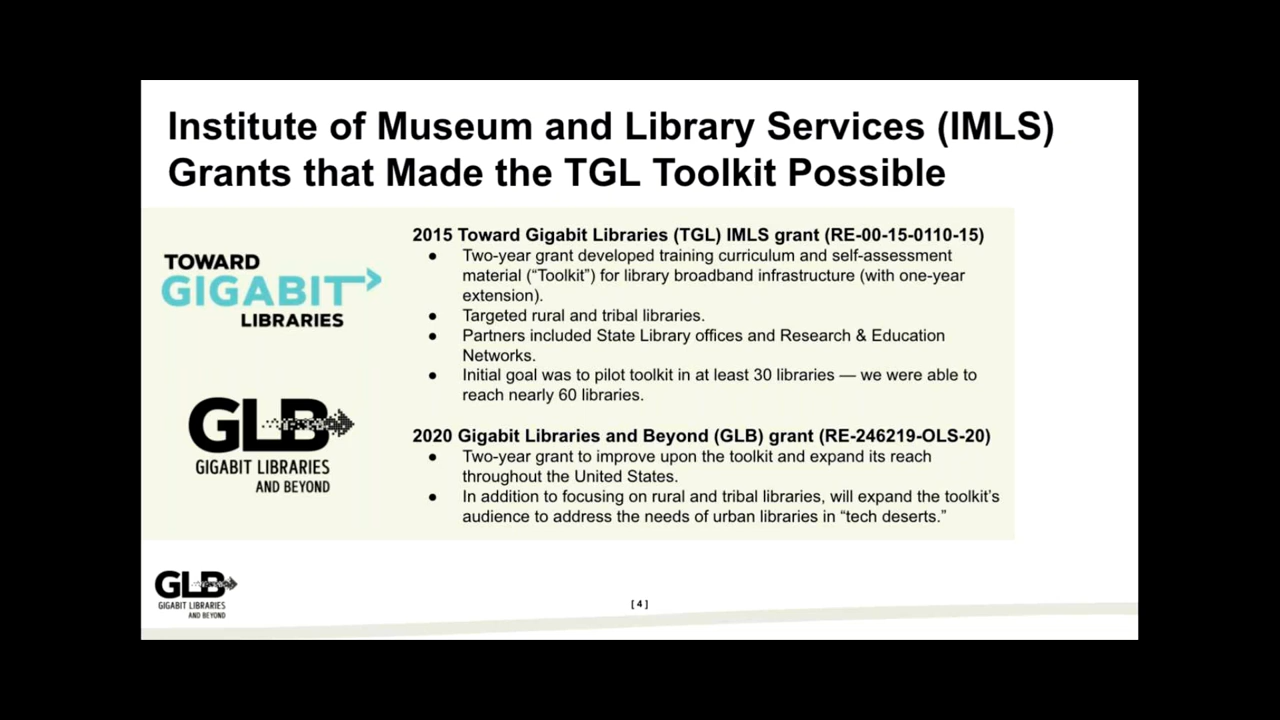 Institute of Museum and Library Services (IMLS)
Grants that Made the TGL Toolkit Possible
TOWARD
GIGABIT
LIBRARIES
GLB
GIGABIT LIBRARIES
AND BEYOND
2015 Toward Gigabit Libraries (TGL) IMLS grant (RE-00-15-0110-15)
● Two-year grant developed training curriculum and self-assessment
material (“Toolkit”) for library broadband infrastructure (with one-year
extension).
● Targeted rural and tribal libraries.
● Partners included State Library offices and Research & Education
Networks.
● Initial goal was to pilot toolkit in at least 30 libraries — we were able to
reach nearly 60 libraries.
2020 Gigabit Libraries and Beyond (GLB) grant (RE-246219-OLS-20)
● Two-year grant to improve upon the toolkit and expand its reach
throughout the United States.
● In addition to focusing on rural and tribal libraries, will expand the toolkit’s
audience to address the needs of urban libraries in “tech deserts.”
GLB
GIGABIT LIBRARIES
AND BEYOND
[ 4 ]